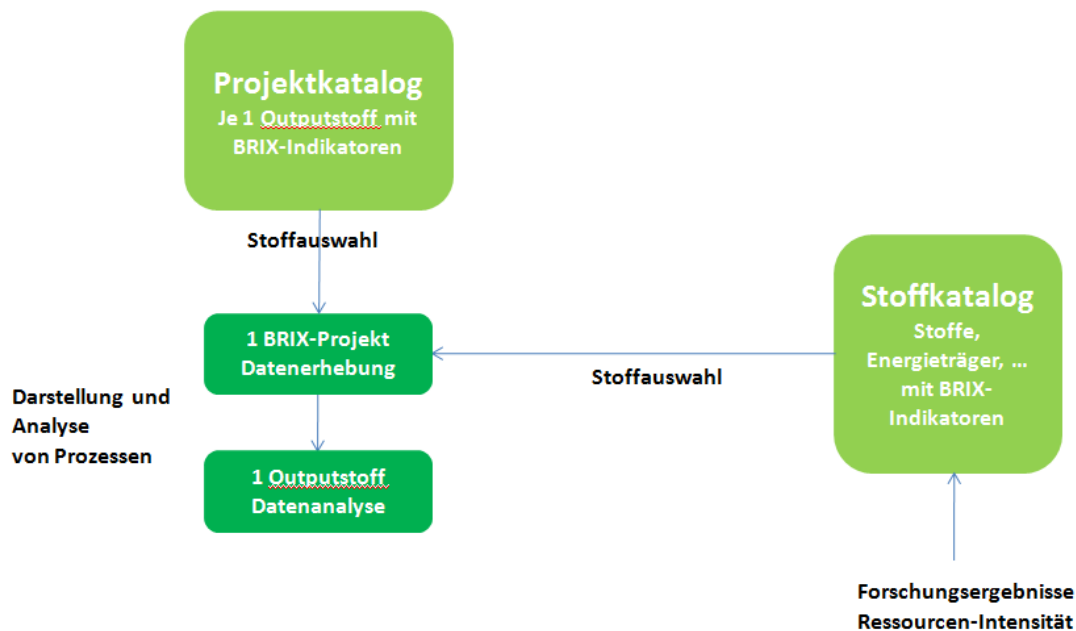 Projektkatalog
Je 1 Outputstoff mit
BRIX-Indikatoren
Stoffauswahl
1 BRIX-Projekt
Datenerhebung
Stoffauswahl
Stoffkatalog
Stoffe,
Energieträger, ...
mit BRIX-
Indikatoren
Darstellung und
Analyse
von Prozessen
1 Outputstoff
Datenanalyse
Forschungsergebnisse
Ressourcen-Intensität